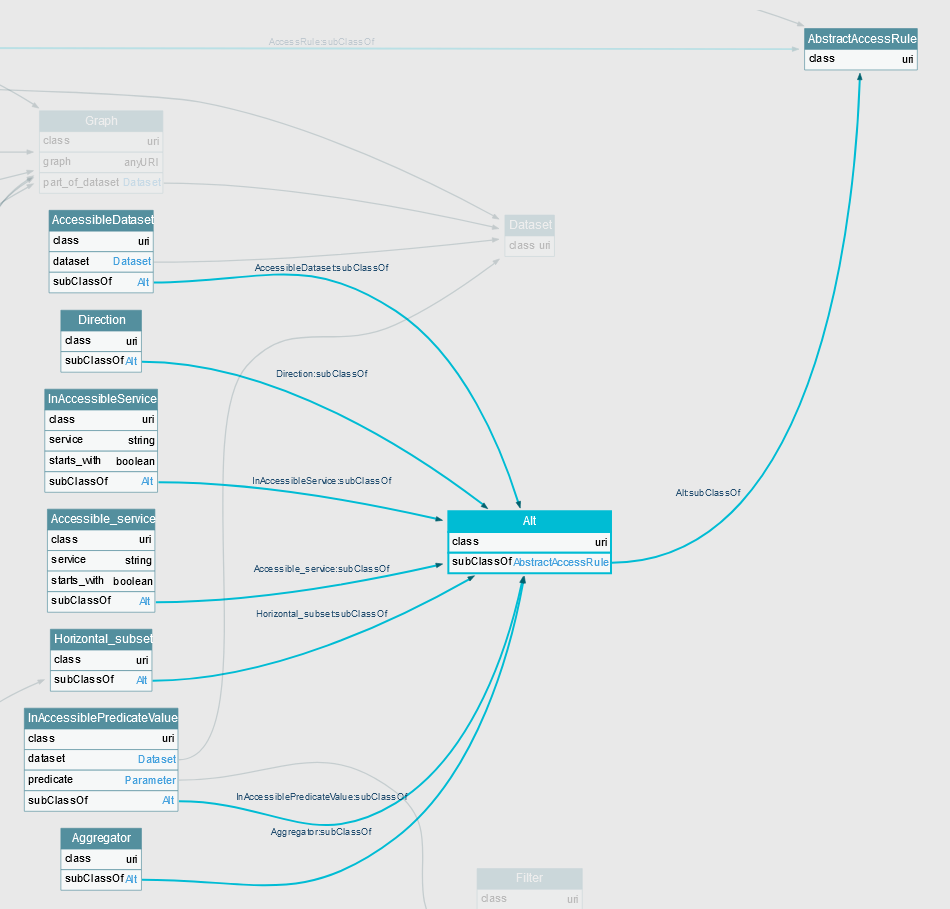 AccessRule:subClassOf
AbstractAccessRule
class uri
Graph
class uri
graph anyURI
part_of_dataset Dataset
AccessibleDataset
class uri
dataset Dataset
subClassOf Alt
Dataset
class uri
AccessibleDataset:subClassOf
Direction
class uri
subClassOf Alt
Direction:subClassOf
InAccessibleService
class uri
service string
starts_with boolean
subClassOf Alt
InAccessibleService:subClassOf
Alt:subClassOf
Alt
class uri
subClassOf AbstractAccessRule
Accessible_service
class uri
service string
starts_with boolean
subClassOf Alt
Accessible_service:subClassOf
Horizontal_subset:subClassOf
Horizontal_subset
class uri
subClassOf Alt
InAccessiblePredicateValue
class uri
dataset Dataset
predicate Parameter
subClassOf Alt
InAccessiblePredicateValue:subClassOf
Aggregator:subClassOf
Aggregator
class uri
subClassOf Alt
Filter
class uri